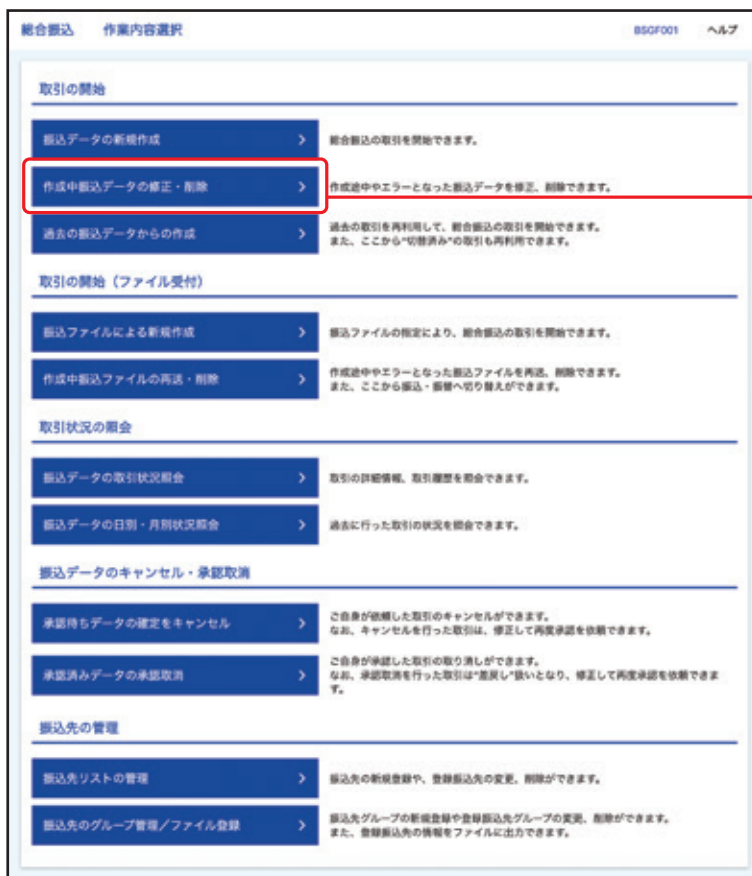 総合振込　作業内容選択　BSGF001　ヘルプ
取引の開始
振込データの新規作成　総合振込の取引を開始できます。
作成中振込データの修正・削除　作成途中やエラーとなった振込データを修正、削除できます。
過去の振込データからの作成　過去の取引を再利用して、総合振込の取引を開始できます。
また、ここから"切替済み"の取引も再利用できます。
取引の開始（ファイル受付）
振込ファイルによる新規作成　振込ファイルの指定により、総合振込の取引を開始できます。
作成中振込ファイルの再送・削除　作成途中やエラーとなった振込ファイルを再送、削除できます。
また、ここから振込・振替へ切り替えができます。
取引状況の照会
振込データの取引状況照会　取引の詳細情報、取引履歴を照会できます。
振込データの日別・月別状況照会　過去に行った取引の状況を照会できます。
振込データのキャンセル・承認取消
承認待ちデータの確定をキャンセル　ご自身が依頼した取引のキャンセルができます。
なお、キャンセルを行った取引は、修正して再度承認を依頼できます。
承認済みデータの承認取消　ご自身が承認した取引の取り消しができます。
なお、承認取消を行った取引は"差戻し"扱いとなり、修正して再度承認を依頼できま
す。
振込先の管理
振込先リストの管理　振込先の新規登録や、登録振込先の変更、削除ができます。
振込先のグループ管理／ファイル登録　振込先グループの新規登録や登録振込先グループの変更、削除ができます。
また、登録振込先の情報をファイルに出力できます。